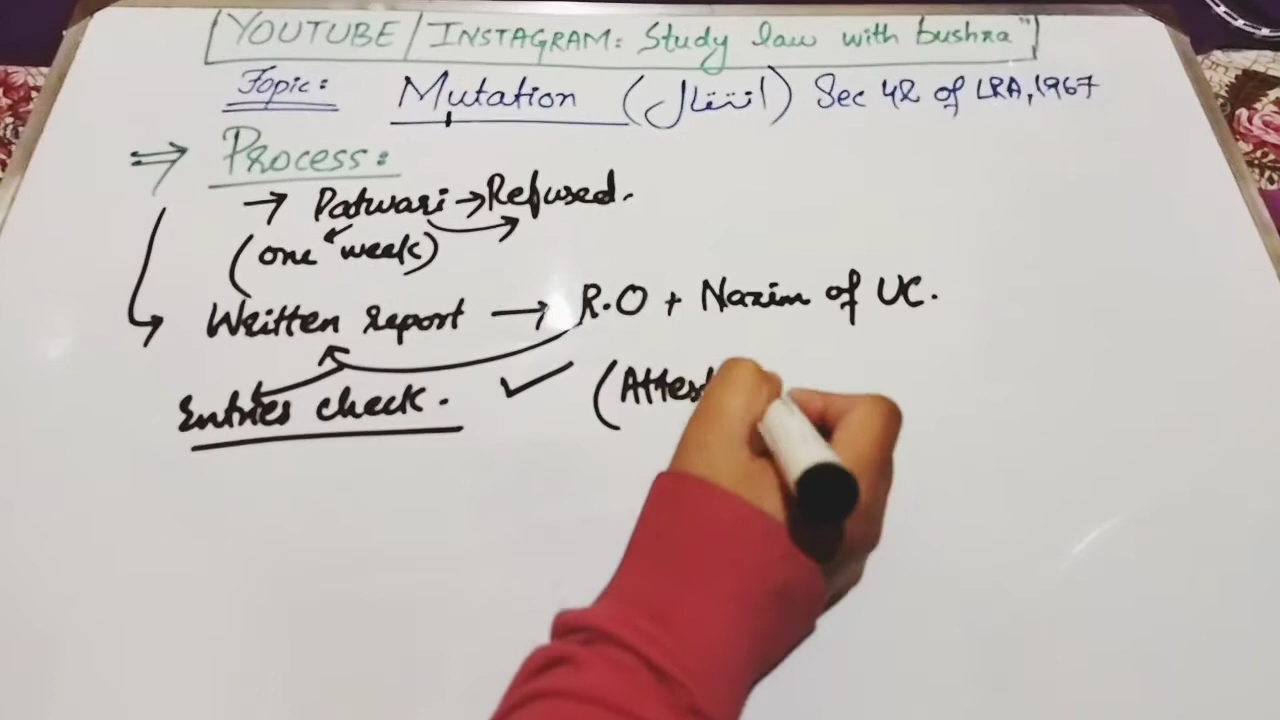 [YOUTUBE/INSTAGRAM: Study law with bushra"]
Topic: Mutation (انتقال) Sec 42 of LRA, 1967
⇒ Process:
→ Patwari → Refused.
(one week)
Written report → R.O + Nazim of UC.
Entries check. ✓ (Attes